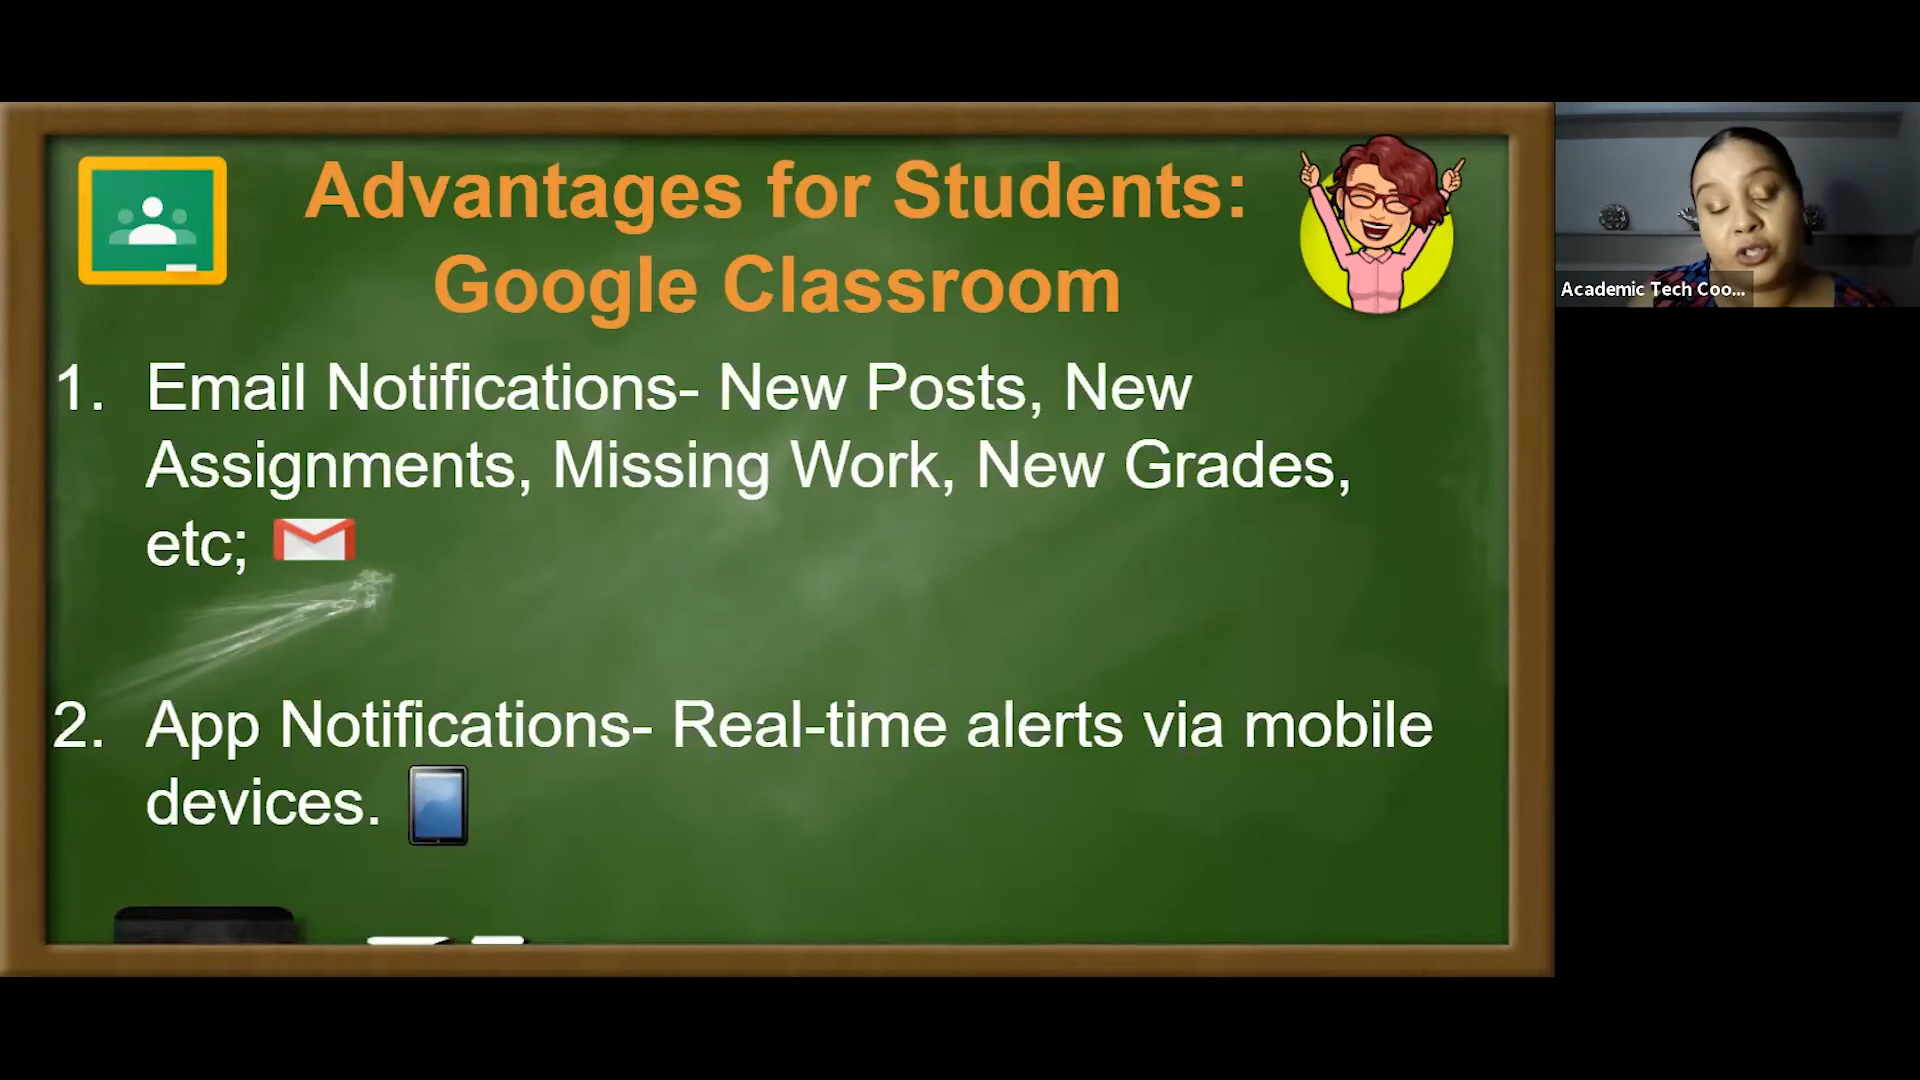 Advantages for Students:
Google Classroom
1. Email Notifications- New Posts, New
Assignments, Missing Work, New Grades,
etc;
2. App Notifications- Real-time alerts via mobile
devices.
Academic Tech Coo...